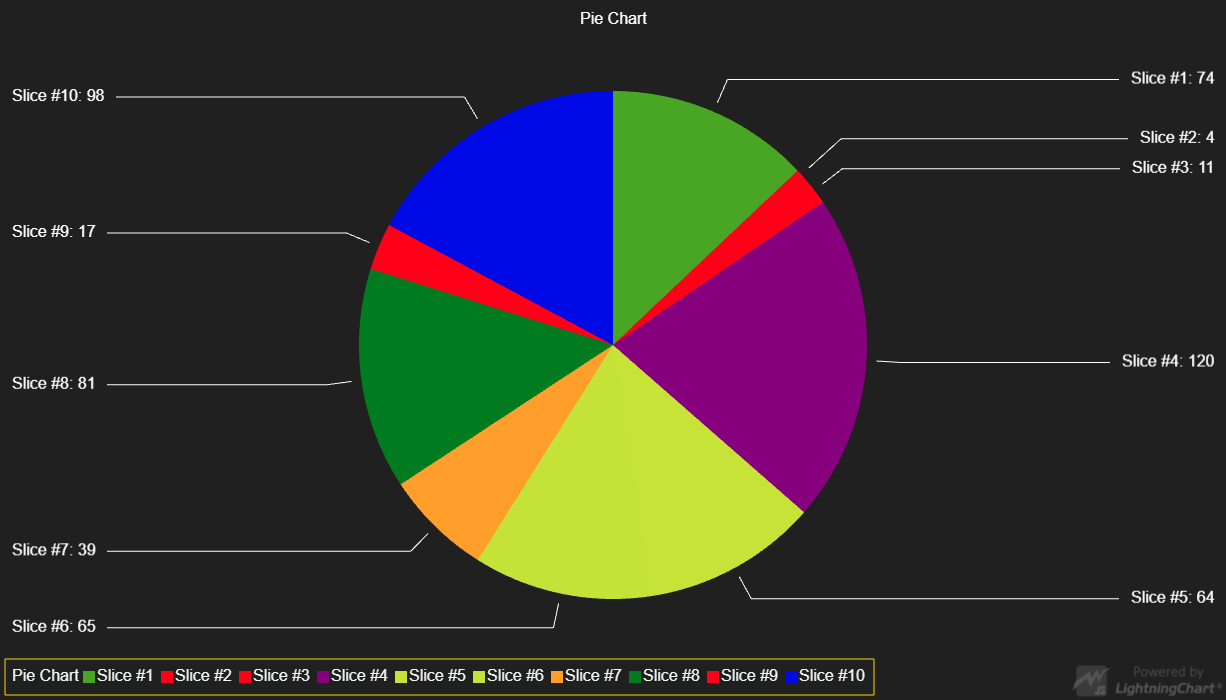 Pie Chart
Slice #1: 74
Slice #10: 98
Slice #2: 4
Slice #3: 11
Slice #9: 17
Slice #4: 120
Slice #8: 81
Slice #7: 39
Slice #5: 64
Slice #6: 65
Pie Chart Slice #1 Slice #2 Slice #3 Slice #4 Slice #5 Slice #6 Slice #7 Slice #8 Slice #9 Slice #10
JS
Powered by
LightningChart®